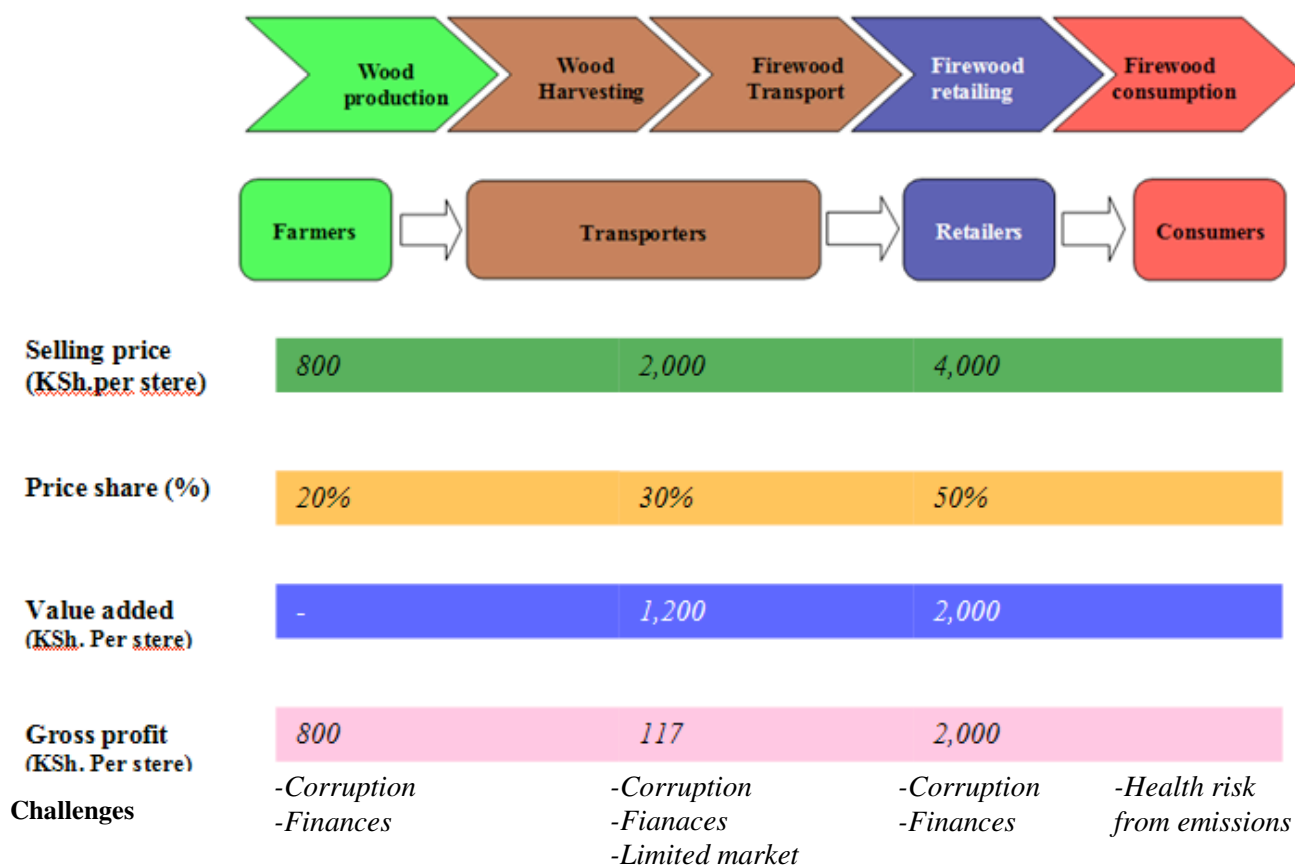 Wood
production
Wood
Harvesting
Firewood
Transport
Firewood
retailing
Firewood
consumption
Farmers
Transporters
Retailers
Consumers
Selling price
(KSh.per stere)
800
2,000
4,000
Price share (%)
20%
30%
50%
Value added
(KSh. Per stere)
-
1,200
2,000
Gross profit
(KSh. Per stere)
800
117
2,000
Challenges
-Corruption
-Finances
-Corruption
-Fianaces
-Limited market
-Corruption
-Finances
-Health risk
from emissions